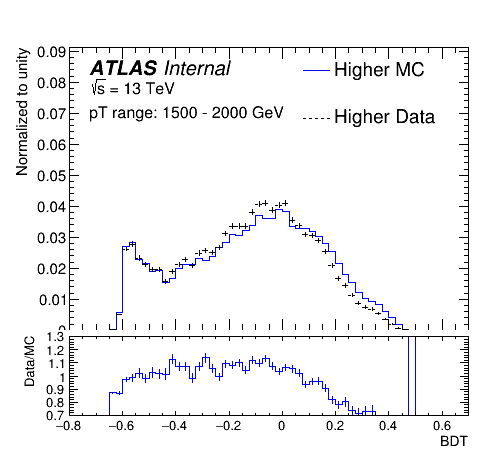 Normalized to unity
0.09
0.08
0.07
0.06
0.05
0.04
0.03
0.02
0.01
0
ATLAS Internal
√s = 13 TeV
pT range: 1500 - 2000 GeV
Higher MC
Higher Data
Data/MC
1.3
1.2
1.1
1
0.9
0.8
0.7
−0.8 −0.6 −0.4 −0.2 0 0.2 0.4 0.6
BDT